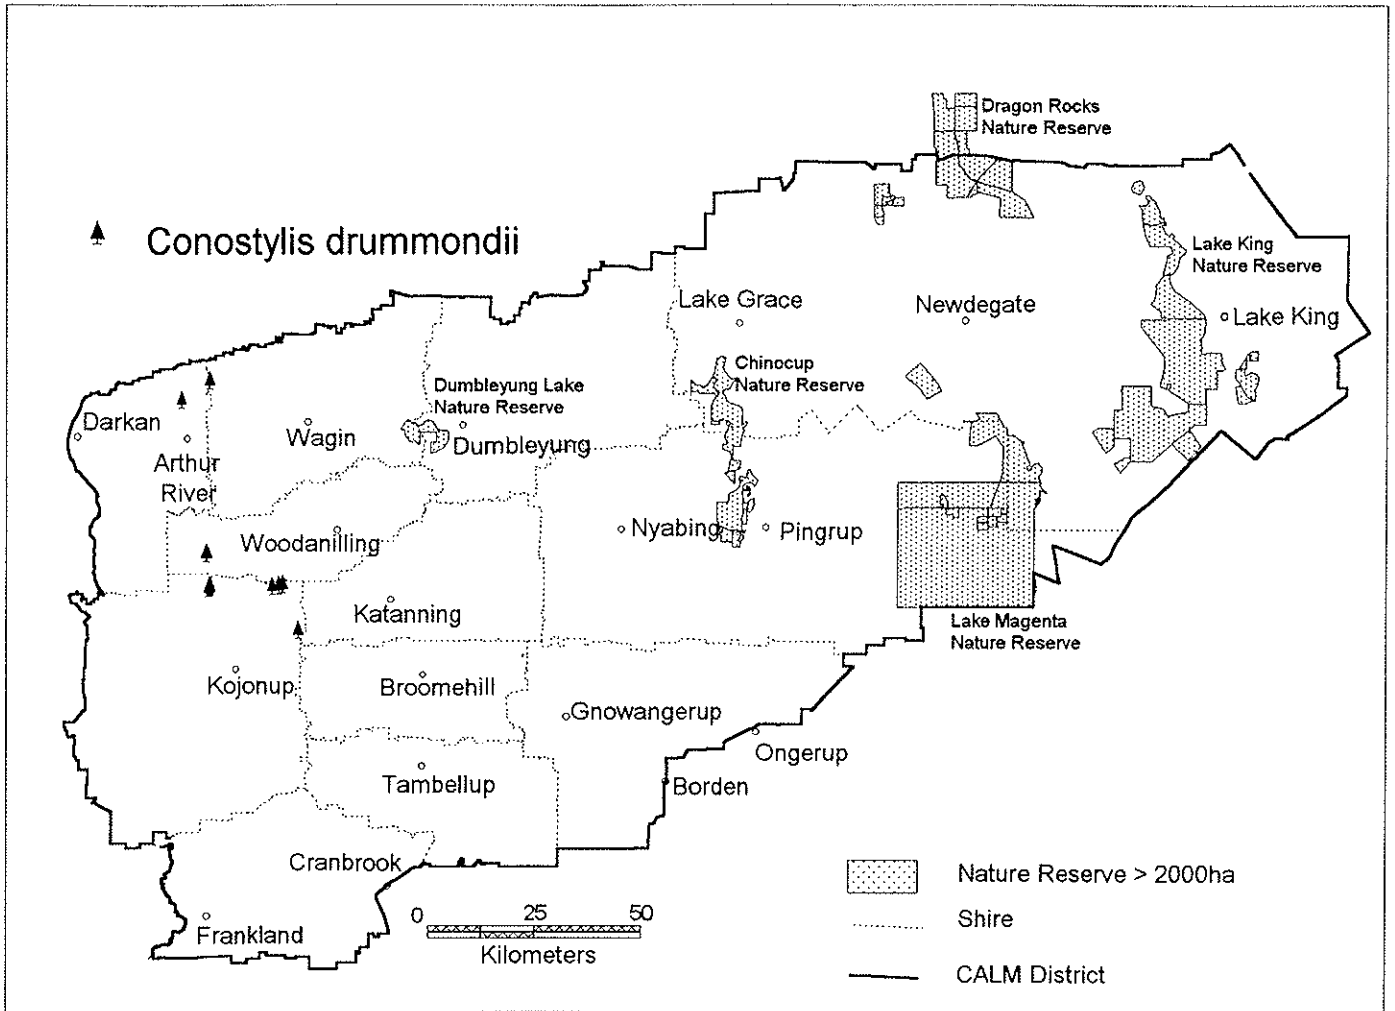 Dragon Rocks
Nature Reserve
Conostylis drummondii
Lake King
Nature Reserve
Lake Grace
Newdegate
Lake King
Chinocup
Nature Reserve
Dumbleyung Lake
Nature Reserve
Darkan
Wagin
Dumbleyung
Arthur
River
Woodanilling
Nyabing
Pingrup
Katanning
Lake Magenta
Nature Reserve
Kojonup
Broomehill
Gnowangerup
Ongerup
Tambellup
Borden
Cranbrook
Nature Reserve > 2000ha
0 25 50
Shire
Frankland
Kilometers
CALM District